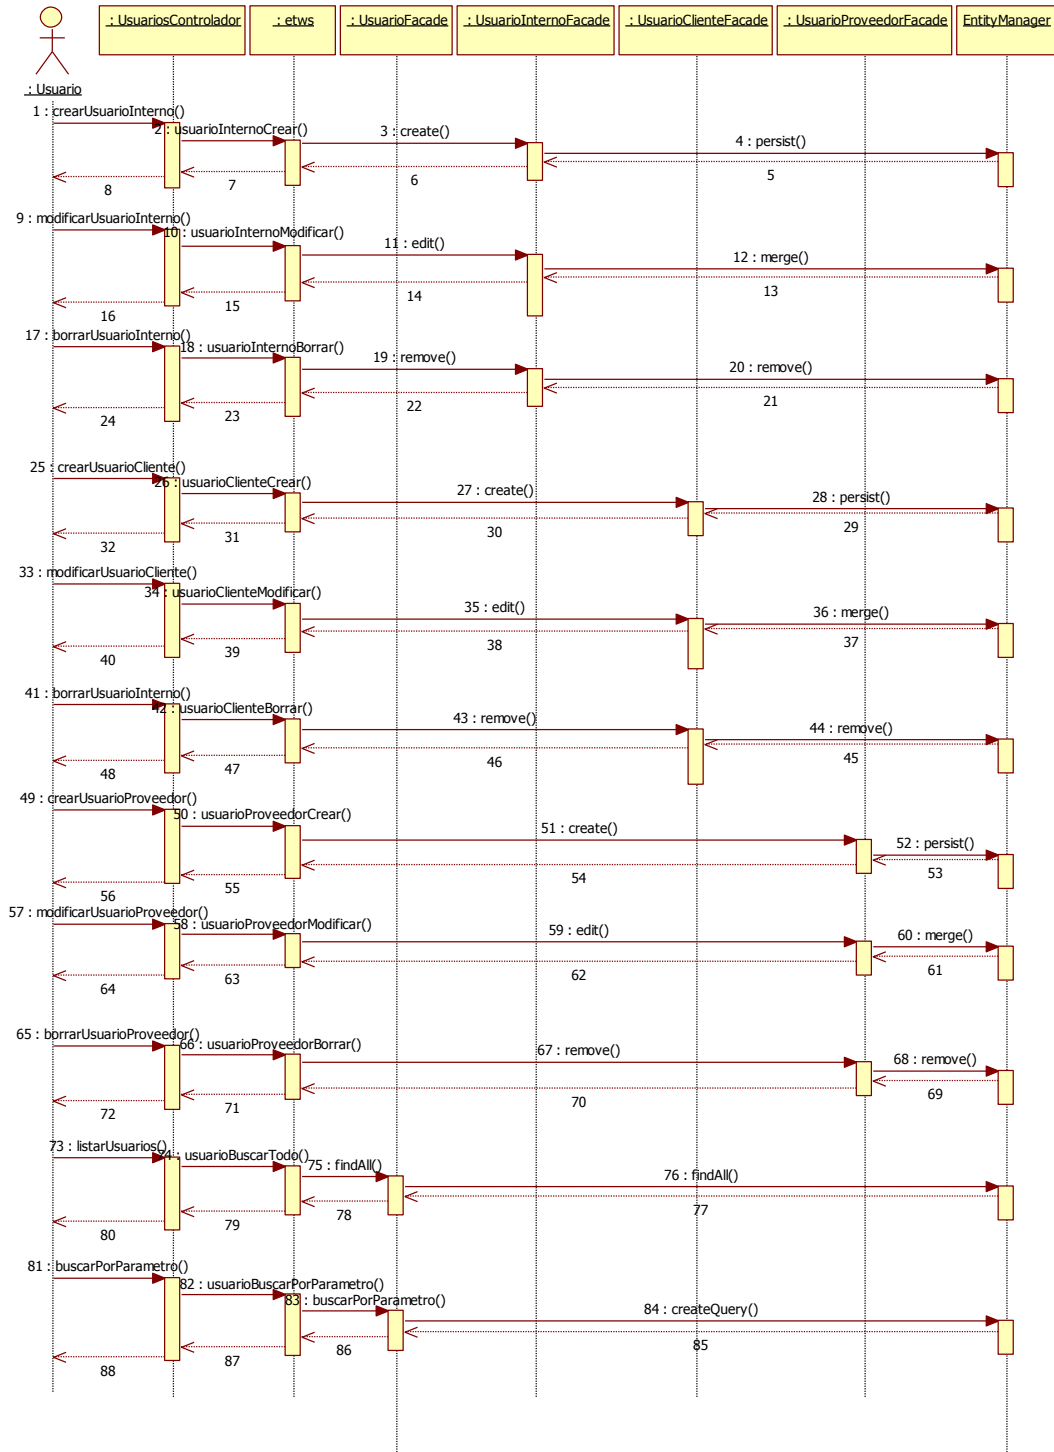 : UsuariosControlador
: etws
: UsuarioFacade
: UsuarioInternoFacade
: UsuarioClienteFacade
: UsuarioProveedorFacade
EntityManager
: Usuario
1 : crearUsuarioInterno()
2 : usuarioInternoCrear()
3 : create()
4 : persist()
5
6
7
8
9 : modificarUsuarioInterno()
10 : usuarioInternoModificar()
11 : edit()
12 : merge()
13
14
15
16
17 : borrarUsuarioInterno()
18 : usuarioInternoBorrar()
19 : remove()
20 : remove()
21
22
23
24
25 : crearUsuarioCliente()
26 : usuarioClienteCrear()
27 : create()
28 : persist()
29
30
31
32
33 : modificarUsuarioCliente()
34 : usuarioClienteModificar()
35 : edit()
36 : merge()
37
38
39
40
41 : borrarUsuarioInterno()
42 : usuarioClienteBorrar()
43 : remove()
44 : remove()
45
46
47
48
49 : crearUsuarioProveedor()
50 : usuarioProveedorCrear()
51 : create()
52 : persist()
53
54
55
56
57 : modificarUsuarioProveedor()
58 : usuarioProveedorModificar()
59 : edit()
60 : merge()
61
62
63
64
65 : borrarUsuarioProveedor()
66 : usuarioProveedorBorrar()
67 : remove()
68 : remove()
69
70
71
72
73 : listarUsuarios()
74 : usuarioBuscarTodo()
75 : findAll()
76 : findAll()
77
78
79
80
81 : buscarPorParametro()
82 : usuarioBuscarPorParametro()
83 : buscarPorParametro()
84 : createQuery()
85
86
87
88